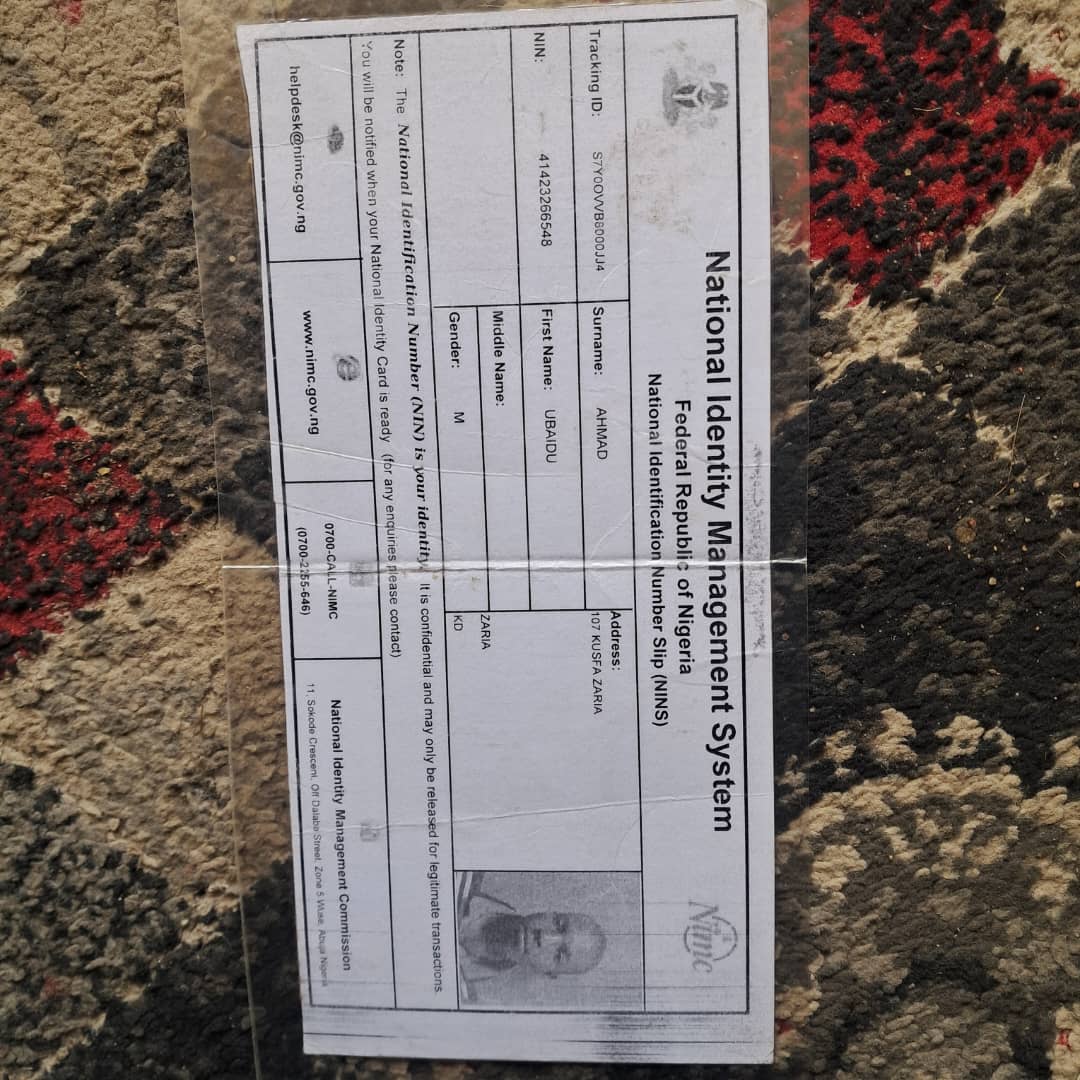 National Identity Management System
Federal Republic of Nigeria
National Identification Number Slip (NINS)
Nimc
Tracking ID: S7Y0OVVB6000JJ4
Surname: AHMAD
Address:
107 KUSFA ZARIA
NIN: 41423266548
First Name: UBAIDU
Middle Name:
ZARIA
Gender: M
KD
Note: The National Identification Number (NIN) is your identity. It is confidential and may only be released for legitimate transactions.
You will be notified when your National Identity Card is ready (for any enquiries please contact)
helpdesk@nimc.gov.ng
www.nimc.gov.ng
0700-CALL-NIMC
(0700-2255-646)
National Identity Management Commission
11, Sokode Crescent, Off Dalaba Street, Zone 5 Wuse, Abuja Nigeria